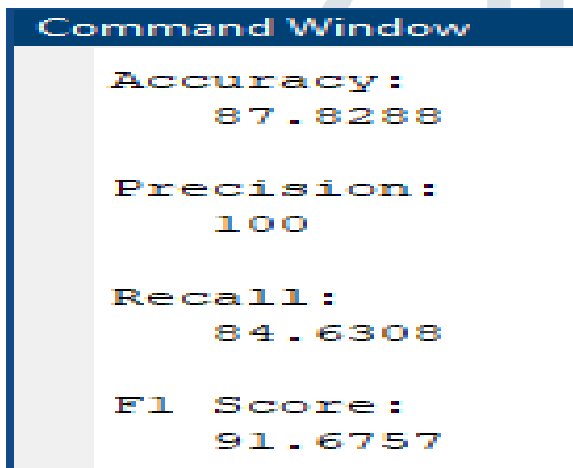 Command Window
Accuracy:
87.8288
Precision:
100
Recall:
84.6308
F1 Score:
91.6757